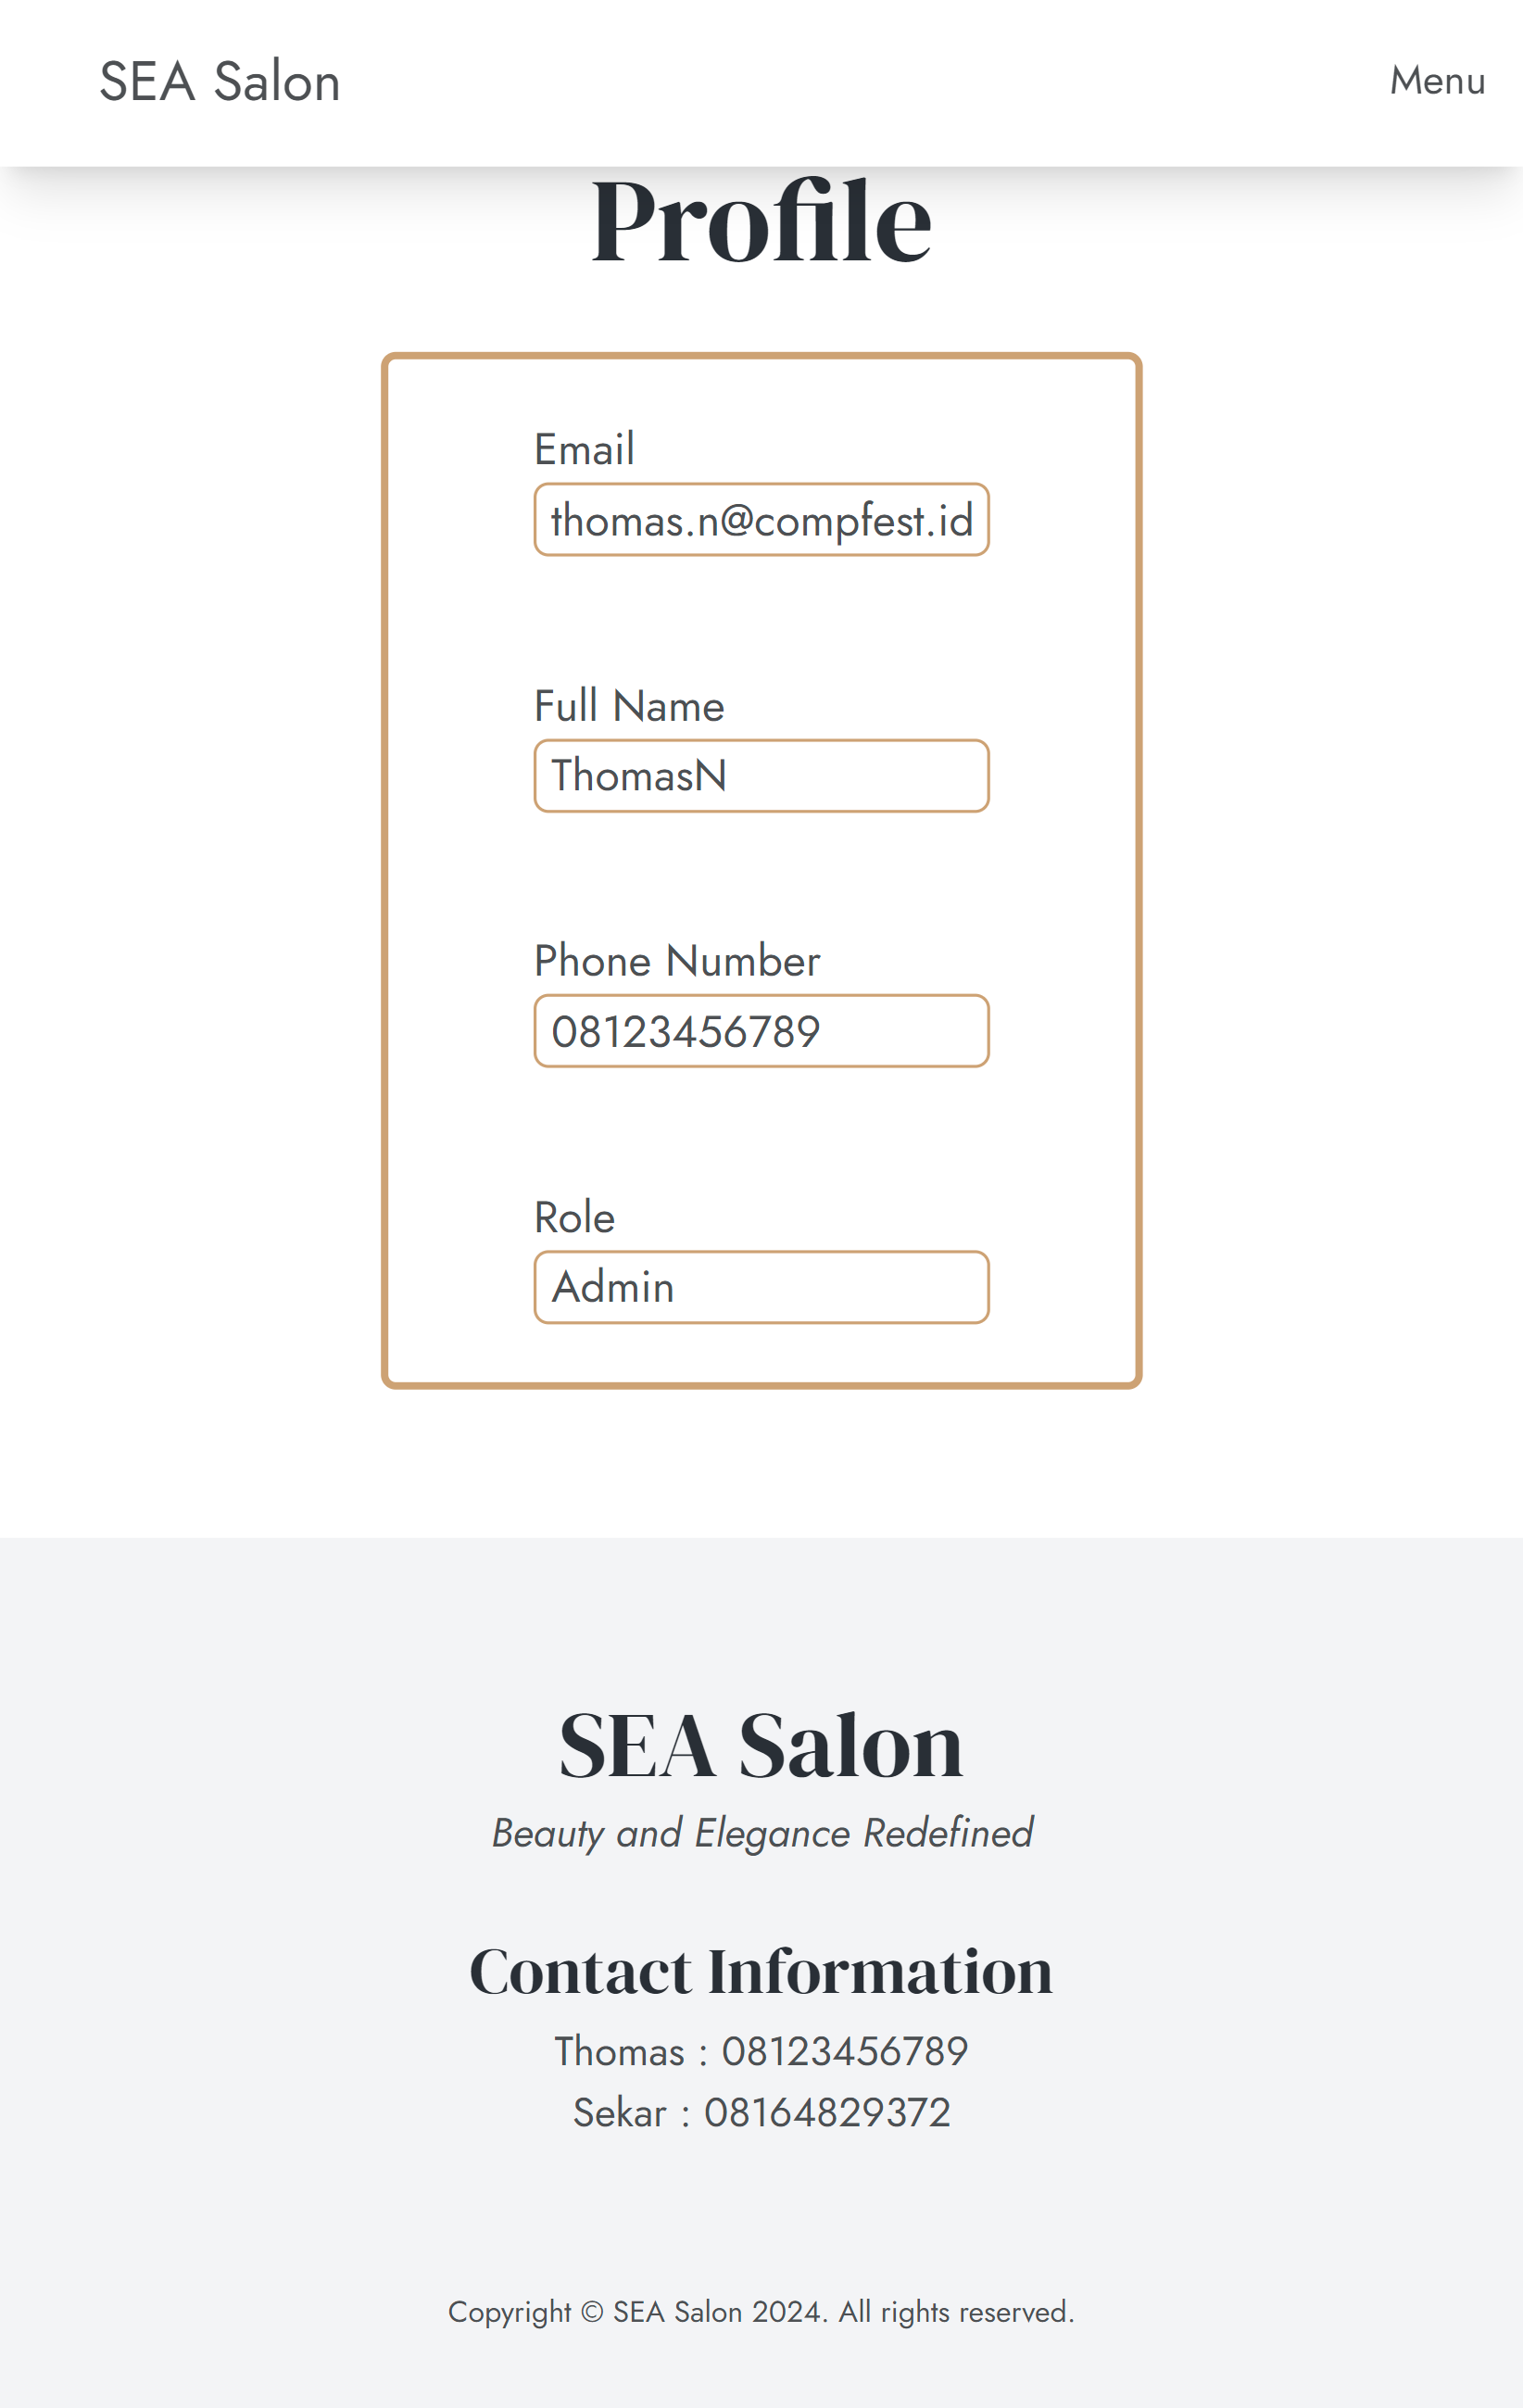 SEA Salon
Menu
Profile
Email
thomas.n@compfest.id
Full Name
ThomasN
Phone Number
08123456789
Role
Admin
SEA Salon
Beauty and Elegance Redefined
Contact Information
Thomas : 08123456789
Sekar : 08164829372
Copyright © SEA Salon 2024. All rights reserved.